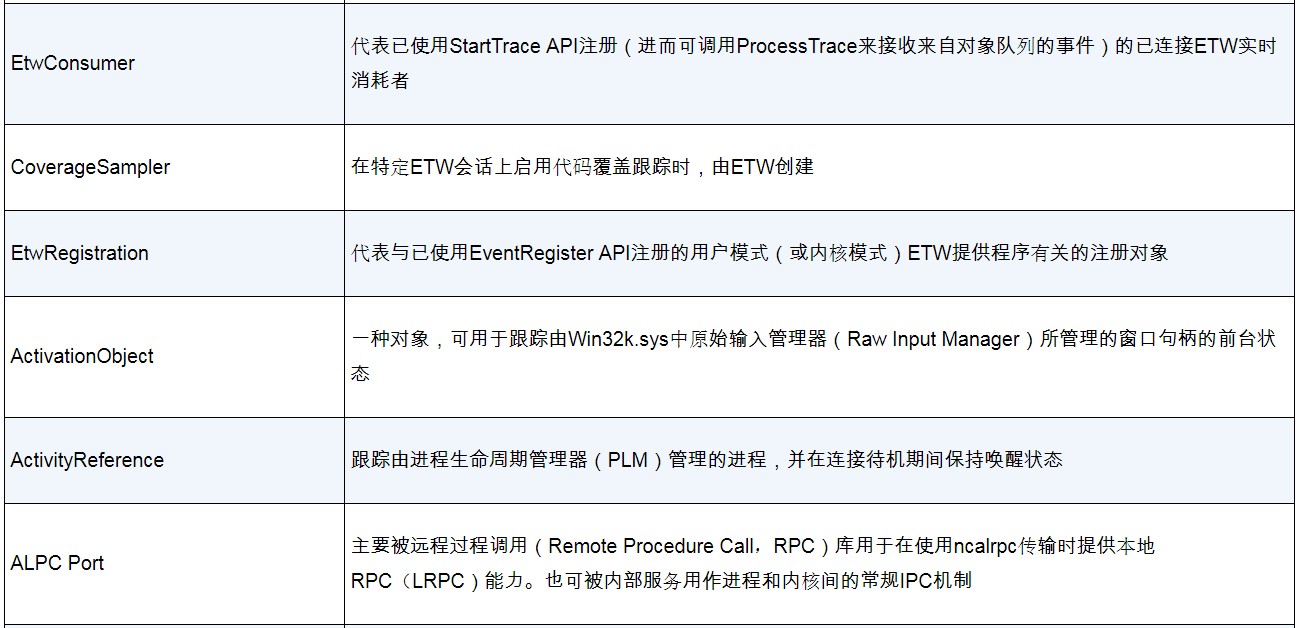 EtwConsumer
代表已使用StartTrace API注册（进而可调用ProcessTrace来接收来自对象队列的事件）的已连接ETW实时
消耗者
CoverageSampler
在特定ETW会话上启用代码覆盖跟踪时，由ETW创建
EtwRegistration
代表与已使用EventRegister API注册的用户模式（或内核模式）ETW提供程序有关的注册对象
ActivationObject
一种对象，可用于跟踪由Win32k.sys中原始输入管理器（Raw Input Manager）所管理的窗口句柄的前台状
态
ActivityReference
跟踪由进程生命周期管理器（PLM）管理的进程，并在连接待机期间保持唤醒状态
ALPC Port
主要被远程过程调用（Remote Procedure Call，RPC）库用于在使用ncalrpc传输时提供本地
RPC（LRPC）能力。也可被内部服务用作进程和内核间的常规IPC机制